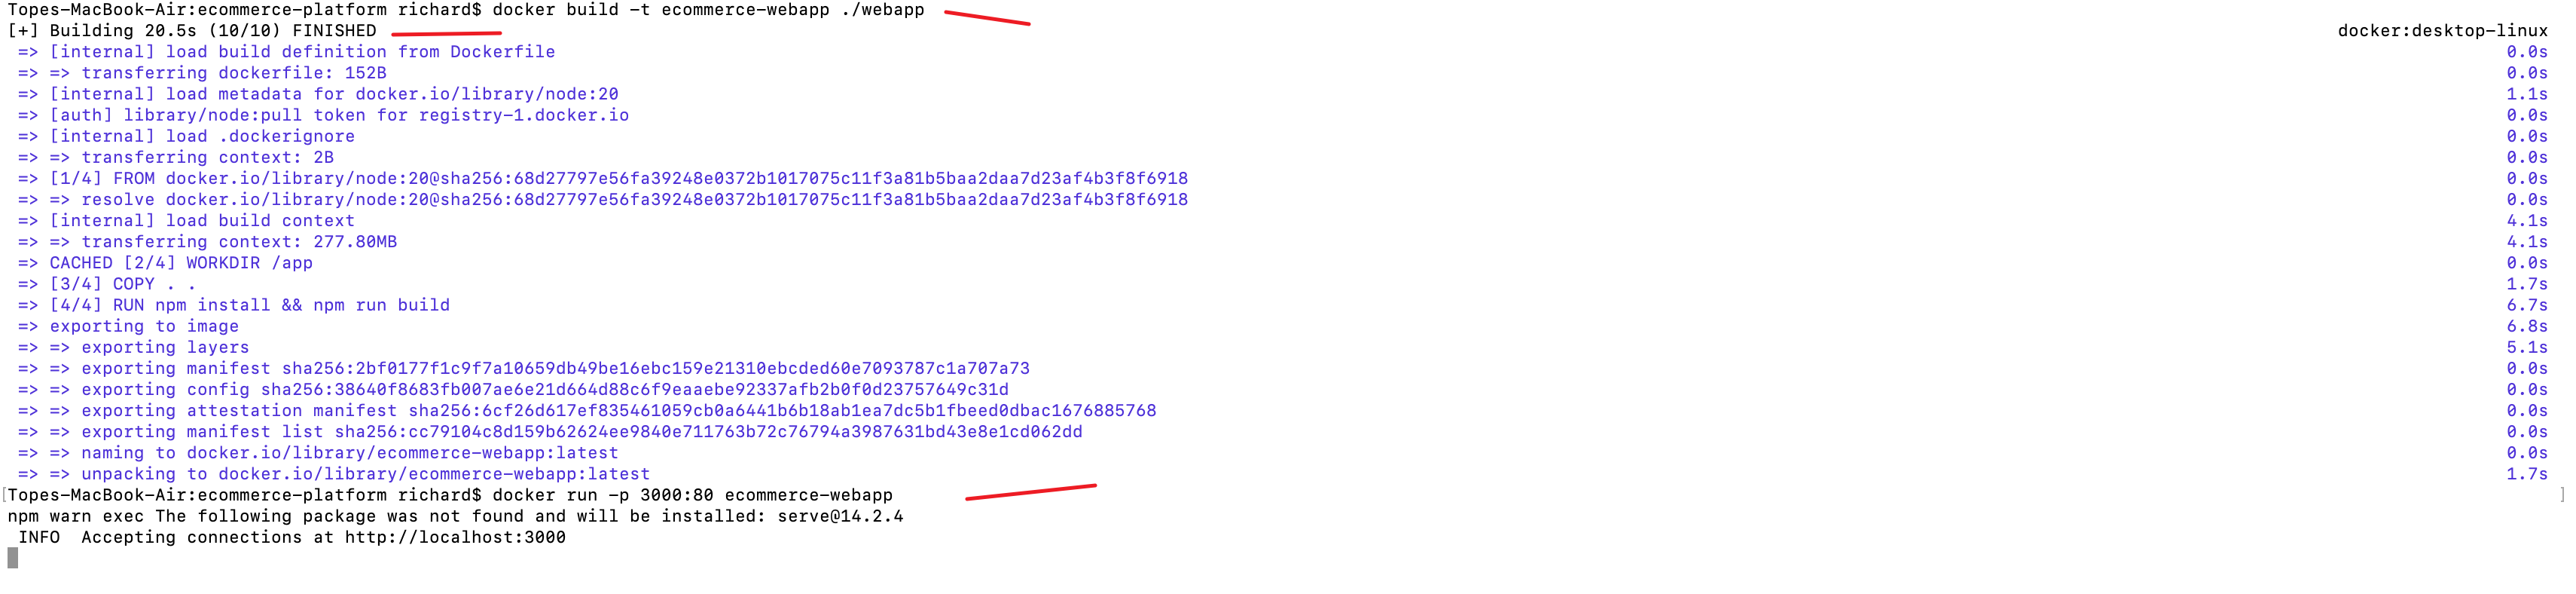 Topes-MacBook-Air:ecommerce-platform richard$ docker build -t ecommerce-webapp ./webapp
[+] Building 20.5s (10/10) FINISHED docker:desktop-linux
=> [internal] load build definition from Dockerfile 0.0s
=> => transferring dockerfile: 152B 0.0s
=> [internal] load metadata for docker.io/library/node:20 1.1s
=> [auth] library/node:pull token for registry-1.docker.io 0.0s
=> [internal] load .dockerignore 0.0s
=> => transferring context: 2B 0.0s
=> [1/4] FROM docker.io/library/node:20@sha256:68d27797e56fa39248e0372b1017075c11f3a81b5baa2daa7d23af4b3f8f6918 0.0s
=> => resolve docker.io/library/node:20@sha256:68d27797e56fa39248e0372b1017075c11f3a81b5baa2daa7d23af4b3f8f6918 0.0s
=> [internal] load build context 4.1s
=> => transferring context: 277.80MB 4.1s
=> CACHED [2/4] WORKDIR /app 0.0s
=> [3/4] COPY . . 1.7s
=> [4/4] RUN npm install && npm run build 6.7s
=> exporting to image 6.8s
=> => exporting layers 5.1s
=> => exporting manifest sha256:2bf0177f1c9f7a10659db49be16ebc159e21310ebcded60e7093787c1a707a73 0.0s
=> => exporting config sha256:38640f8683fb007ae6e21d664d88c6f9eaaebe92337afb2b0f0d23757649c31d 0.0s
=> => exporting attestation manifest sha256:6cf26d617ef835461059cb0a6441b6b18ab1ea7dc5b1fbeed0dbac1676885768 0.0s
=> => exporting manifest list sha256:cc79104c8d159b62624ee9840e711763b72c76794a3987631bd43e8e1cd062dd 0.0s
=> => naming to docker.io/library/ecommerce-webapp:latest 0.0s
=> => unpacking to docker.io/library/ecommerce-webapp:latest 1.7s
[Topes-MacBook-Air:ecommerce-platform richard$ docker run -p 3000:80 ecommerce-webapp ]
npm warn exec The following package was not found and will be installed: serve@14.2.4
INFO Accepting connections at http://localhost:3000